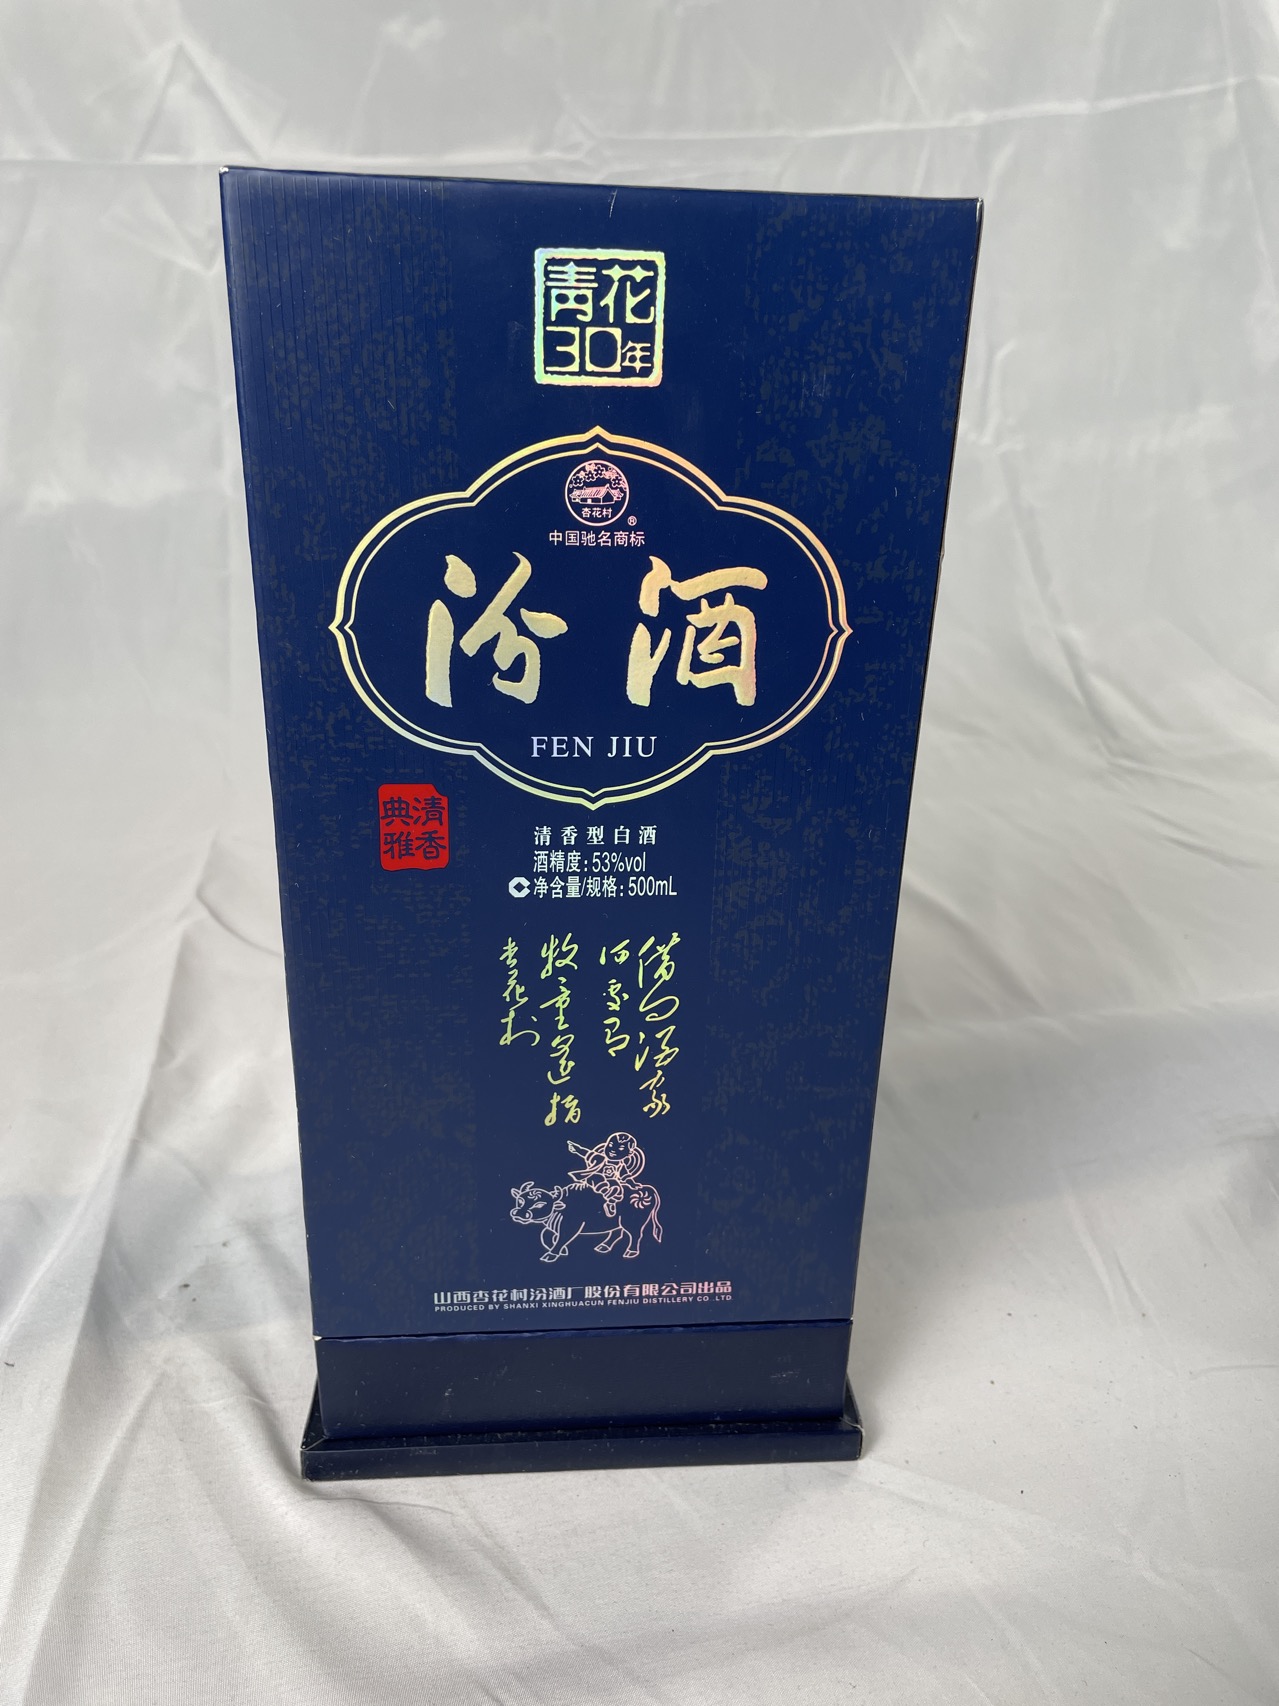 青花
30年
杏花村
®
中国驰名商标
汾酒
FEN JIU
清香
典雅
清香型白酒
酒精度:53%vol
净含量/规格:500mL
借问酒家
何处有
牧童遥指
杏花村
山西杏花村汾酒厂股份有限公司出品
PRODUCED BY SHANXI XINGHUACUN FENJIU DISTILLERY CO.,LTD.